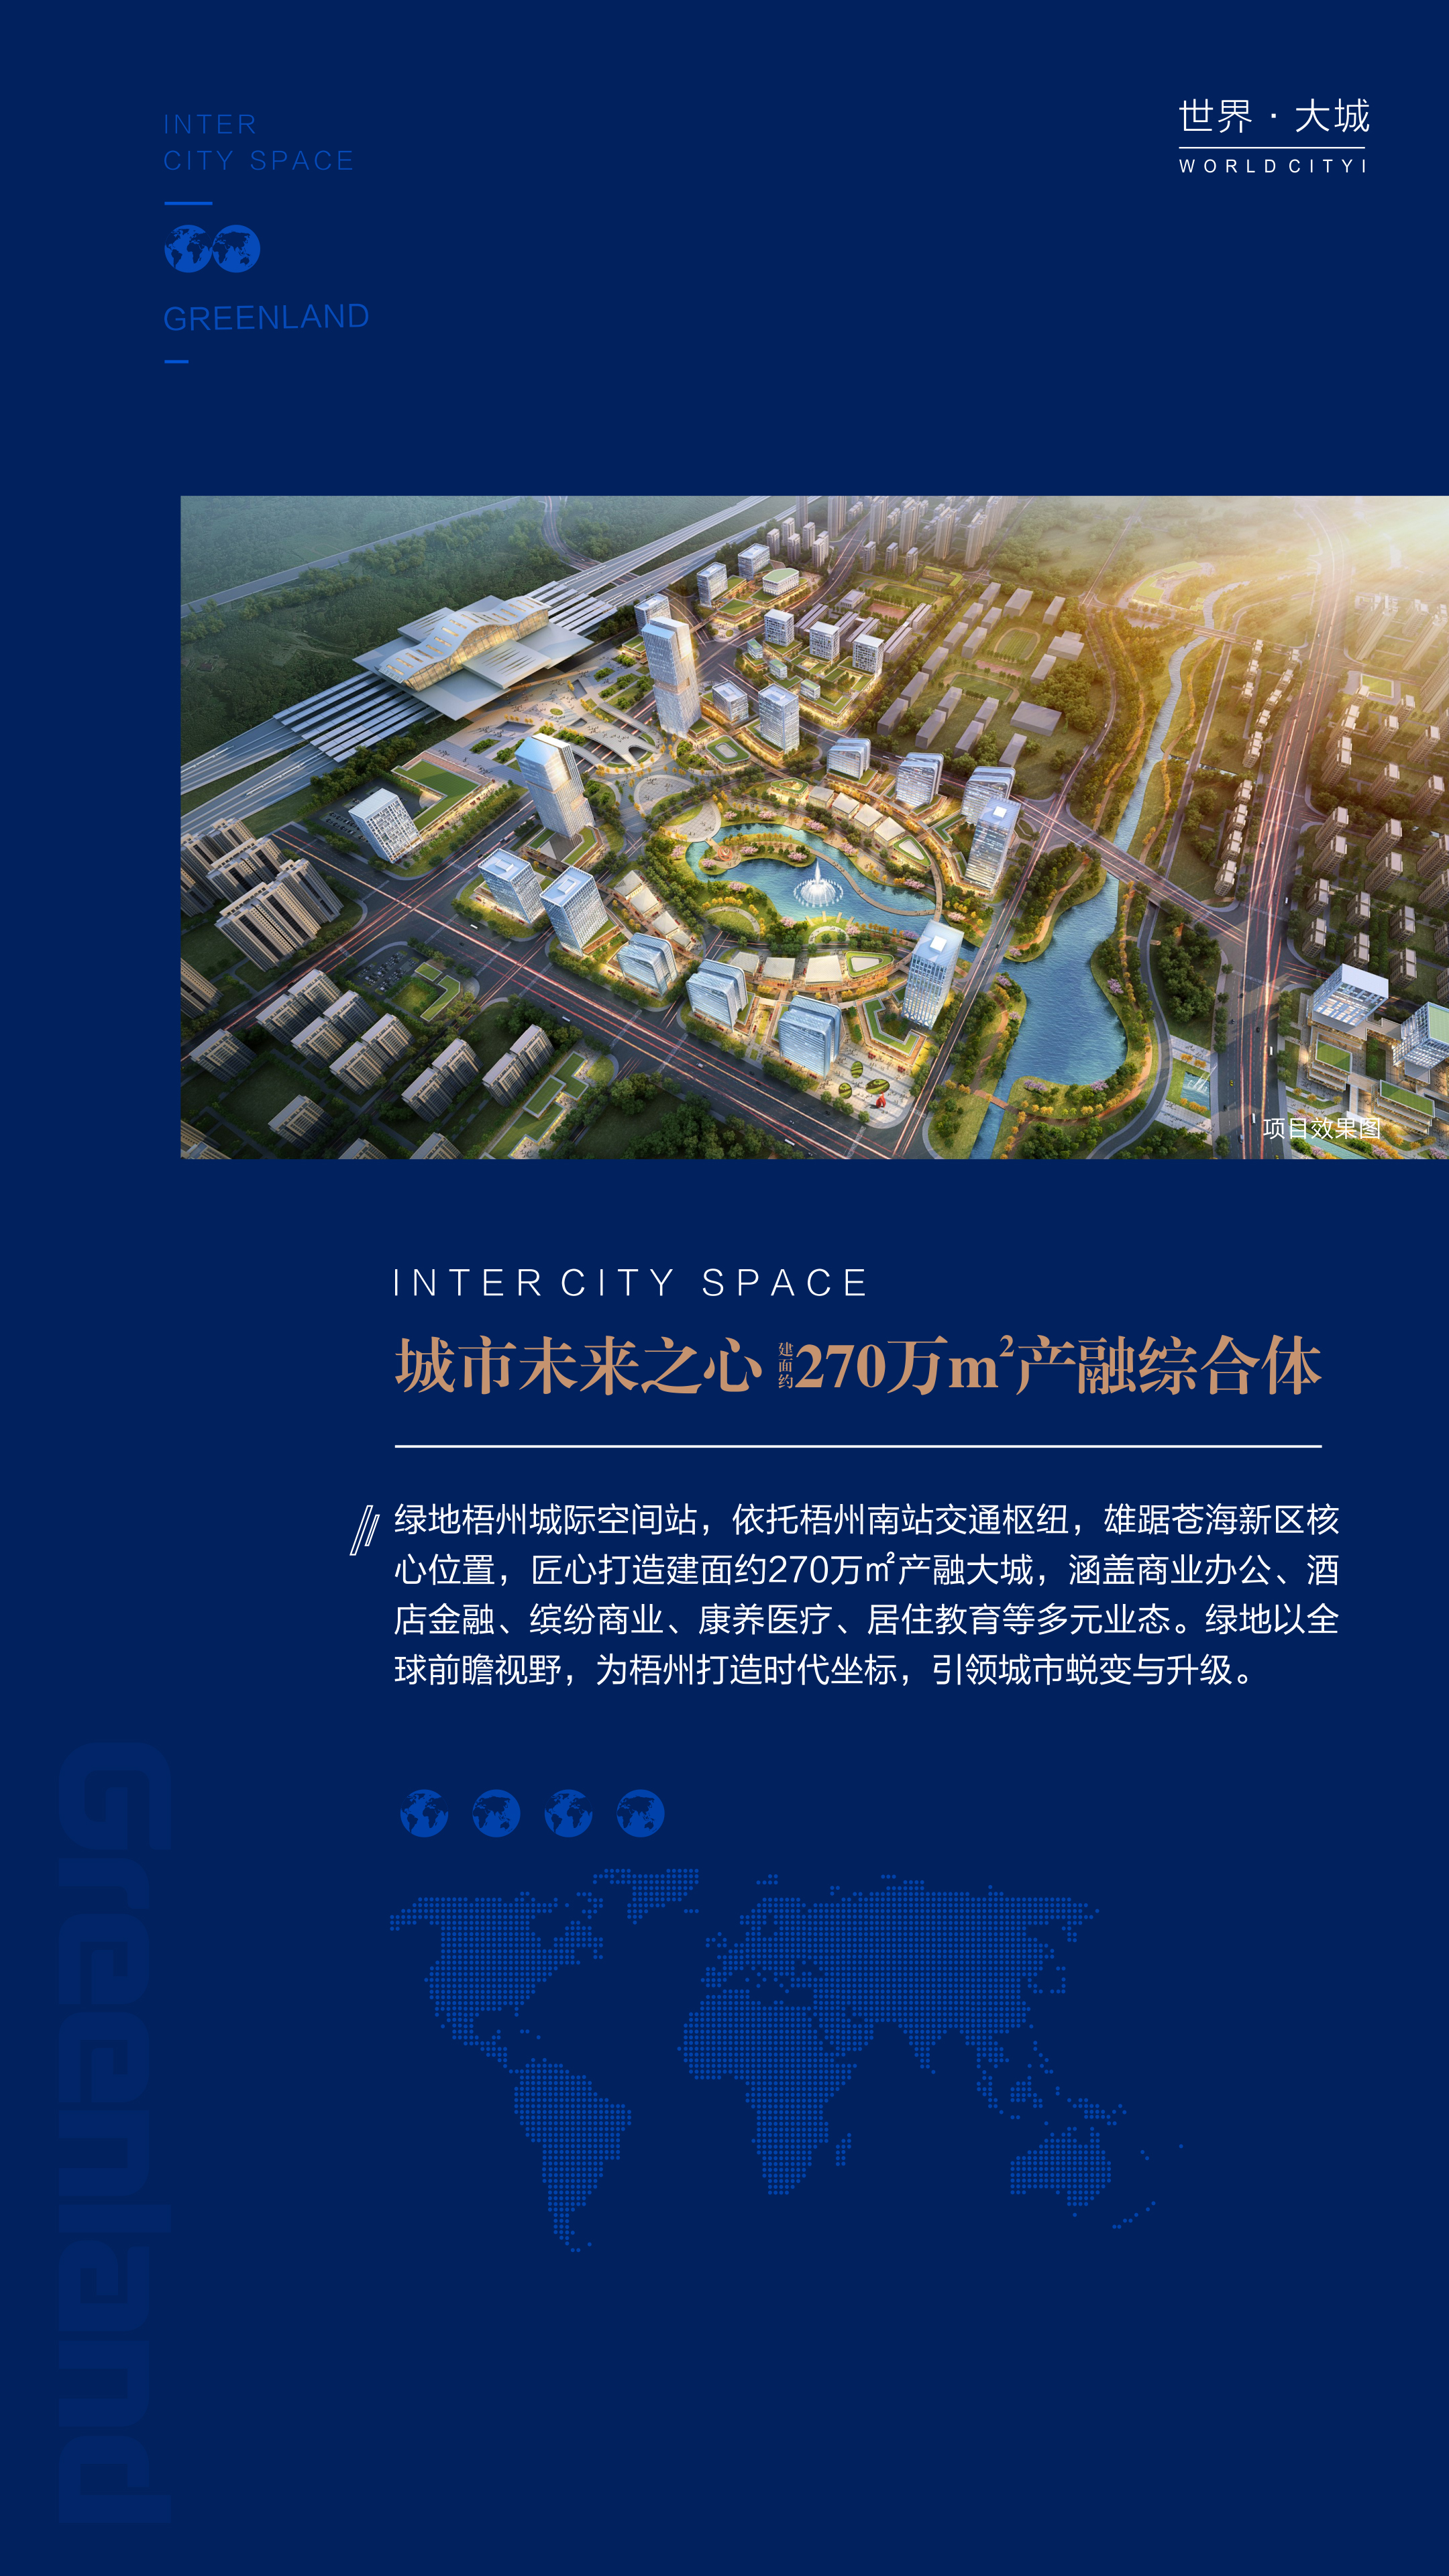 INTER
CITY SPACE
GREENLAND
世界·大城
WORLD CITYI
项目效果图
INTERCITY SPACE
城市未来之心 建面约270万m²产融综合体
绿地梧州城际空间站，依托梧州南站交通枢纽，雄踞苍海新区核
心位置，匠心打造建面约270万㎡产融大城，涵盖商业办公、酒
店金融、缤纷商业、康养医疗、居住教育等多元业态。绿地以全
球前瞻视野，为梧州打造时代坐标，引领城市蜕变与升级。
Greenland